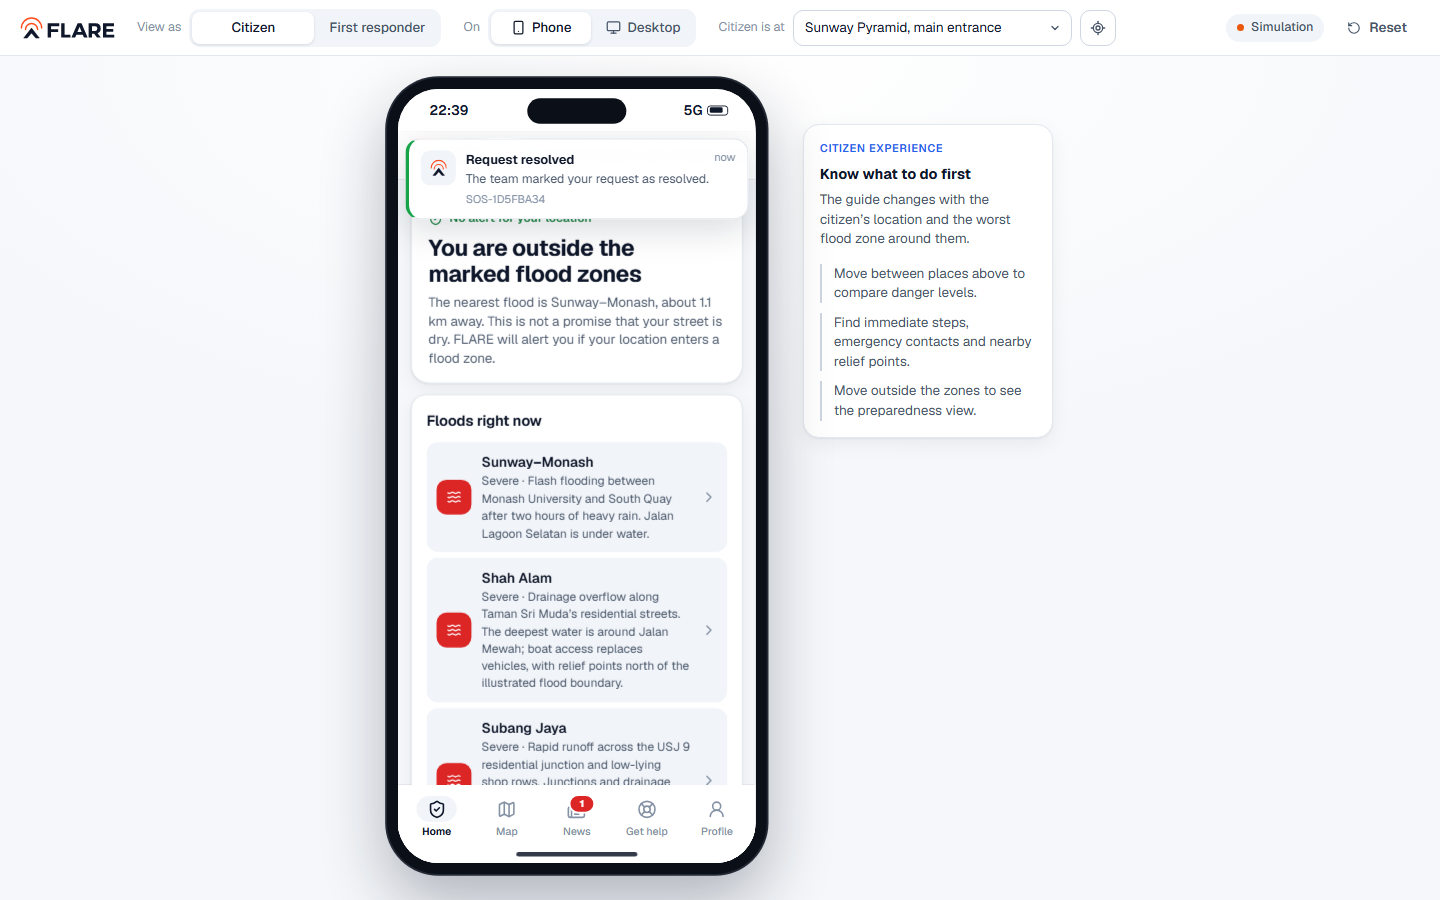 FLARE
View as
Citizen
First responder
On
Phone
Desktop
Citizen is at
Sunway Pyramid, main entrance
Simulation
Reset
22:39
5G
Request resolved
now
The team marked your request as resolved.
SOS-1D5FBA34
No alert for your location
You are outside the
marked flood zones
The nearest flood is Sunway–Monash, about 1.1
km away. This is not a promise that your street is
dry. FLARE will alert you if your location enters a
flood zone.
Floods right now
Sunway–Monash
Severe · Flash flooding between
Monash University and South Quay
after two hours of heavy rain. Jalan
Lagoon Selatan is under water.
Shah Alam
Severe · Drainage overflow along
Taman Sri Muda's residential streets.
The deepest water is around Jalan
Mewah; boat access replaces
vehicles, with relief points north of the
illustrated flood boundary.
Subang Jaya
Severe · Rapid runoff across the USJ 9
residential junction and low-lying
shop rows. Junctions and drainage
Home
Map
1
News
Get help
Profile
CITIZEN EXPERIENCE
Know what to do first
The guide changes with the
citizen's location and the worst
flood zone around them.
Move between places above to
compare danger levels.
Find immediate steps,
emergency contacts and nearby
relief points.
Move outside the zones to see
the preparedness view.